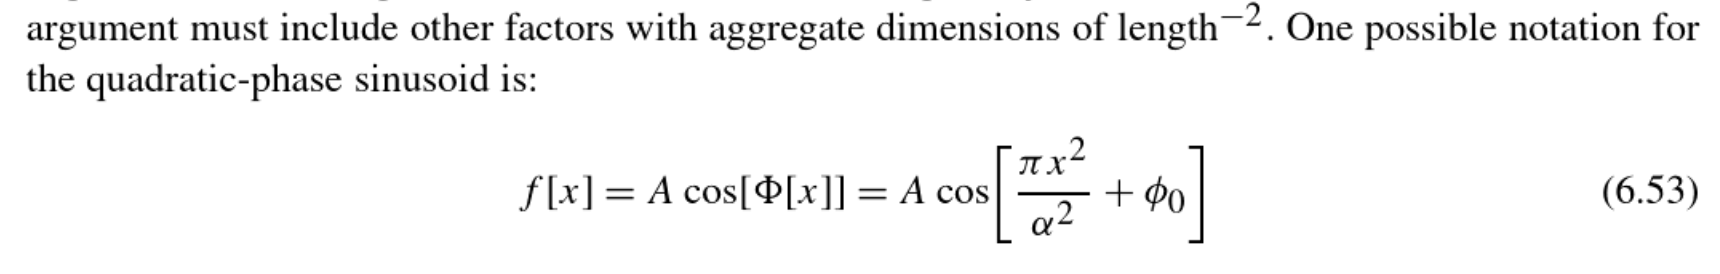 argument must include other factors with aggregate dimensions of length⁻². One possible notation for
the quadratic-phase sinusoid is:
f[x] = A cos[Φ[x]] = A cos[πx²/α² + ϕ₀] (6.53)